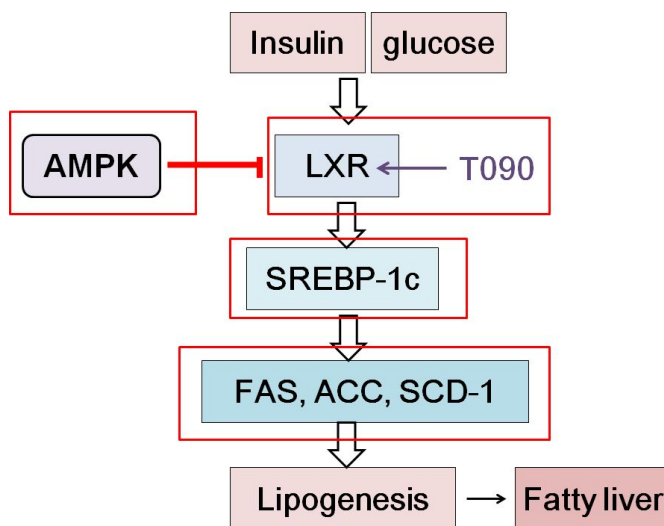 Insulin
glucose
AMPK
LXR
T090
SREBP-1c
FAS, ACC, SCD-1
Lipogenesis
Fatty liver